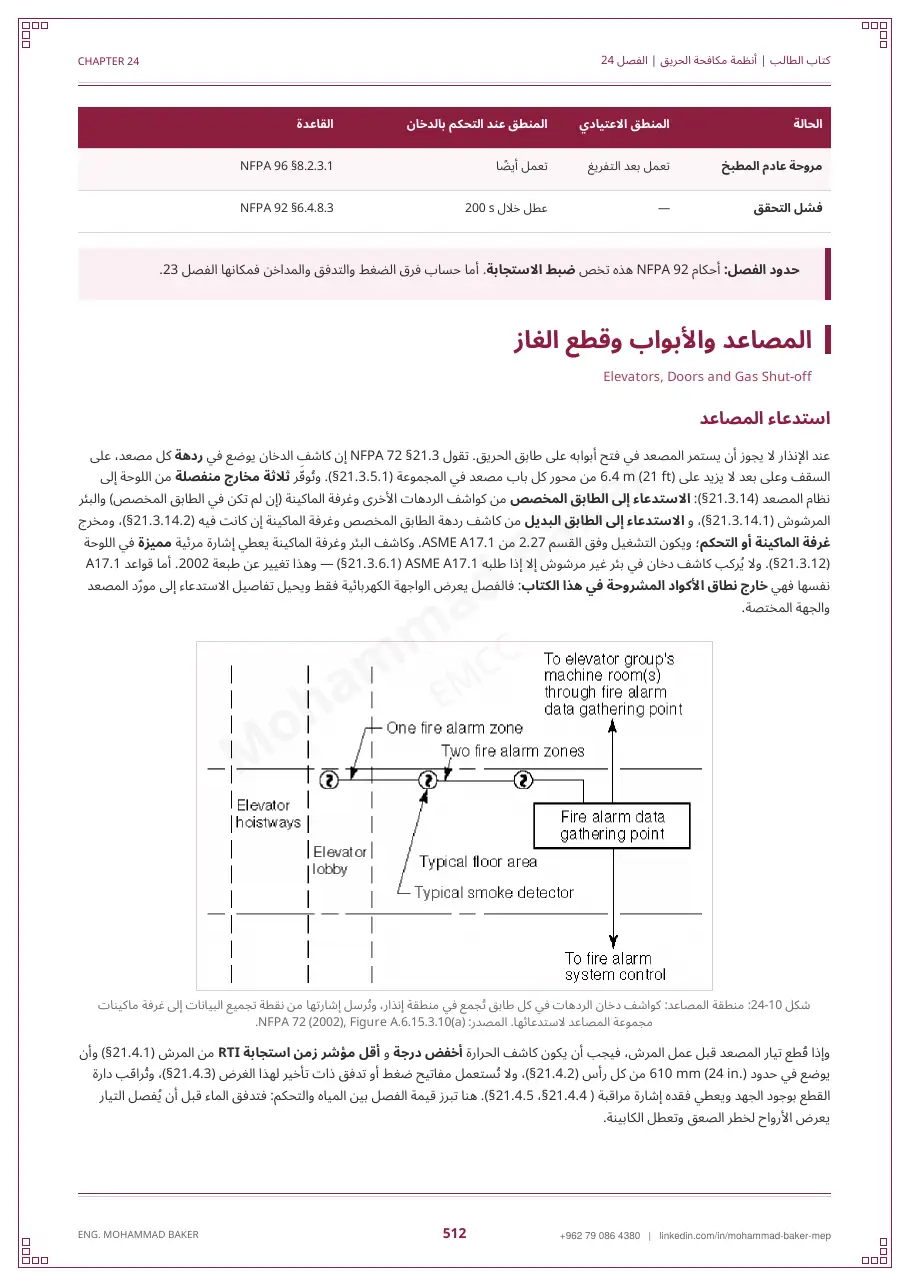 كتاب الطالب | أنظمة مكافحة الحريق | الفصل 24
CHAPTER 24
الحالة المنطق الاعتيادي المنطق عند التحكم بالدخان القاعدة
مروحة عادم المطبخ تعمل بعد التفريغ تعمل أيضًا NFPA 96 §8.2.3.1
فشل التحقق — عطل خلال 200 s NFPA 92 §6.4.8.3
حدود الفصل: أحكام NFPA 92 هذه تخص ضبط الاستجابة. أما حساب فرق الضغط والتدفق والمداخن فمكانها الفصل 23.
المصاعد والأبواب وقطع الغاز
Elevators, Doors and Gas Shut-off
استدعاء المصاعد
عند الإنذار لا يجوز أن يستمر المصعد في فتح أبوابه على طابق الحريق. تقول NFPA 72 §21.3 إن كاشف الدخان يوضع في ردهة كل مصعد، على
السقف وعلى بعد لا يزيد على 6.4 m (21 ft) من محور كل باب مصعد في المجموعة (§21.3.5.1). وتُوفَّر ثلاثة مخارج منفصلة من اللوحة إلى
نظام المصعد (§21.3.14): الاستدعاء إلى الطابق المخصص من كواشف الردهات الأخرى وغرفة الماكينة (إن لم تكن في الطابق المخصص) والبئر
المرشوش (§21.3.14.1)، و الاستدعاء إلى الطابق البديل من كاشف ردهة الطابق المخصص وغرفة الماكينة إن كانت فيه (§21.3.14.2)، ومخرج
غرفة الماكينة أو التحكم؛ ويكون التشغيل وفق القسم 2.27 من ASME A17.1. وكاشف البئر وغرفة الماكينة يعطي إشارة مرئية مميزة في اللوحة
(§21.3.12). ولا يُركب كاشف دخان في بئر غير مرشوش إلا إذا طلبه ASME A17.1 (§21.3.6.1) — وهذا تغيير عن طبعة 2002. أما قواعد A17.1
نفسها فهي خارج نطاق الأكواد المشروحة في هذا الكتاب: فالفصل يعرض الواجهة الكهربائية فقط ويحيل تفاصيل الاستدعاء إلى مورّد المصعد
والجهة المختصة.
Mohammad
EMCC
To elevator group's
machine room(s)
through fire alarm
data gathering point
One fire alarm zone
Two fire alarm zones
Elevator
hoistways
Fire alarm data
gathering point
Elevator
lobby
Typical floor area
Typical smoke detector
To fire alarm
system control
شكل 10-24: منطقة المصاعد: كواشف دخان الردهات في كل طابق تُجمع في منطقة إنذار، وتُرسل إشارتها من نقطة تجميع البيانات إلى غرفة ماكينات
مجموعة المصاعد لاستدعائها. المصدر: NFPA 72 (2002), Figure A.6.15.3.10(a).
وإذا قُطع تيار المصعد قبل عمل المرش، فيجب أن يكون كاشف الحرارة أخفض درجة و أقل مؤشر زمن استجابة RTI من المرش (§21.4.1) وأن
يوضع في حدود 610 mm (24 in.) من كل رأس (§21.4.2)، ولا تُستعمل مفاتيح ضغط أو تدفق ذات تأخير لهذا الغرض (§21.4.3)، وتُراقب دارة
القطع بوجود الجهد ويعطي فقده إشارة مراقبة ( §21.4.4، §21.4.5). هنا تبرز قيمة الفصل بين المياه والتحكم: فتدفق الماء قبل أن يُفصل التيار
يعرض الأرواح لخطر الصعق وتعطل الكابينة.
ENG. MOHAMMAD BAKER
512
+962 79 086 4380 | linkedin.com/in/mohammad-baker-mep